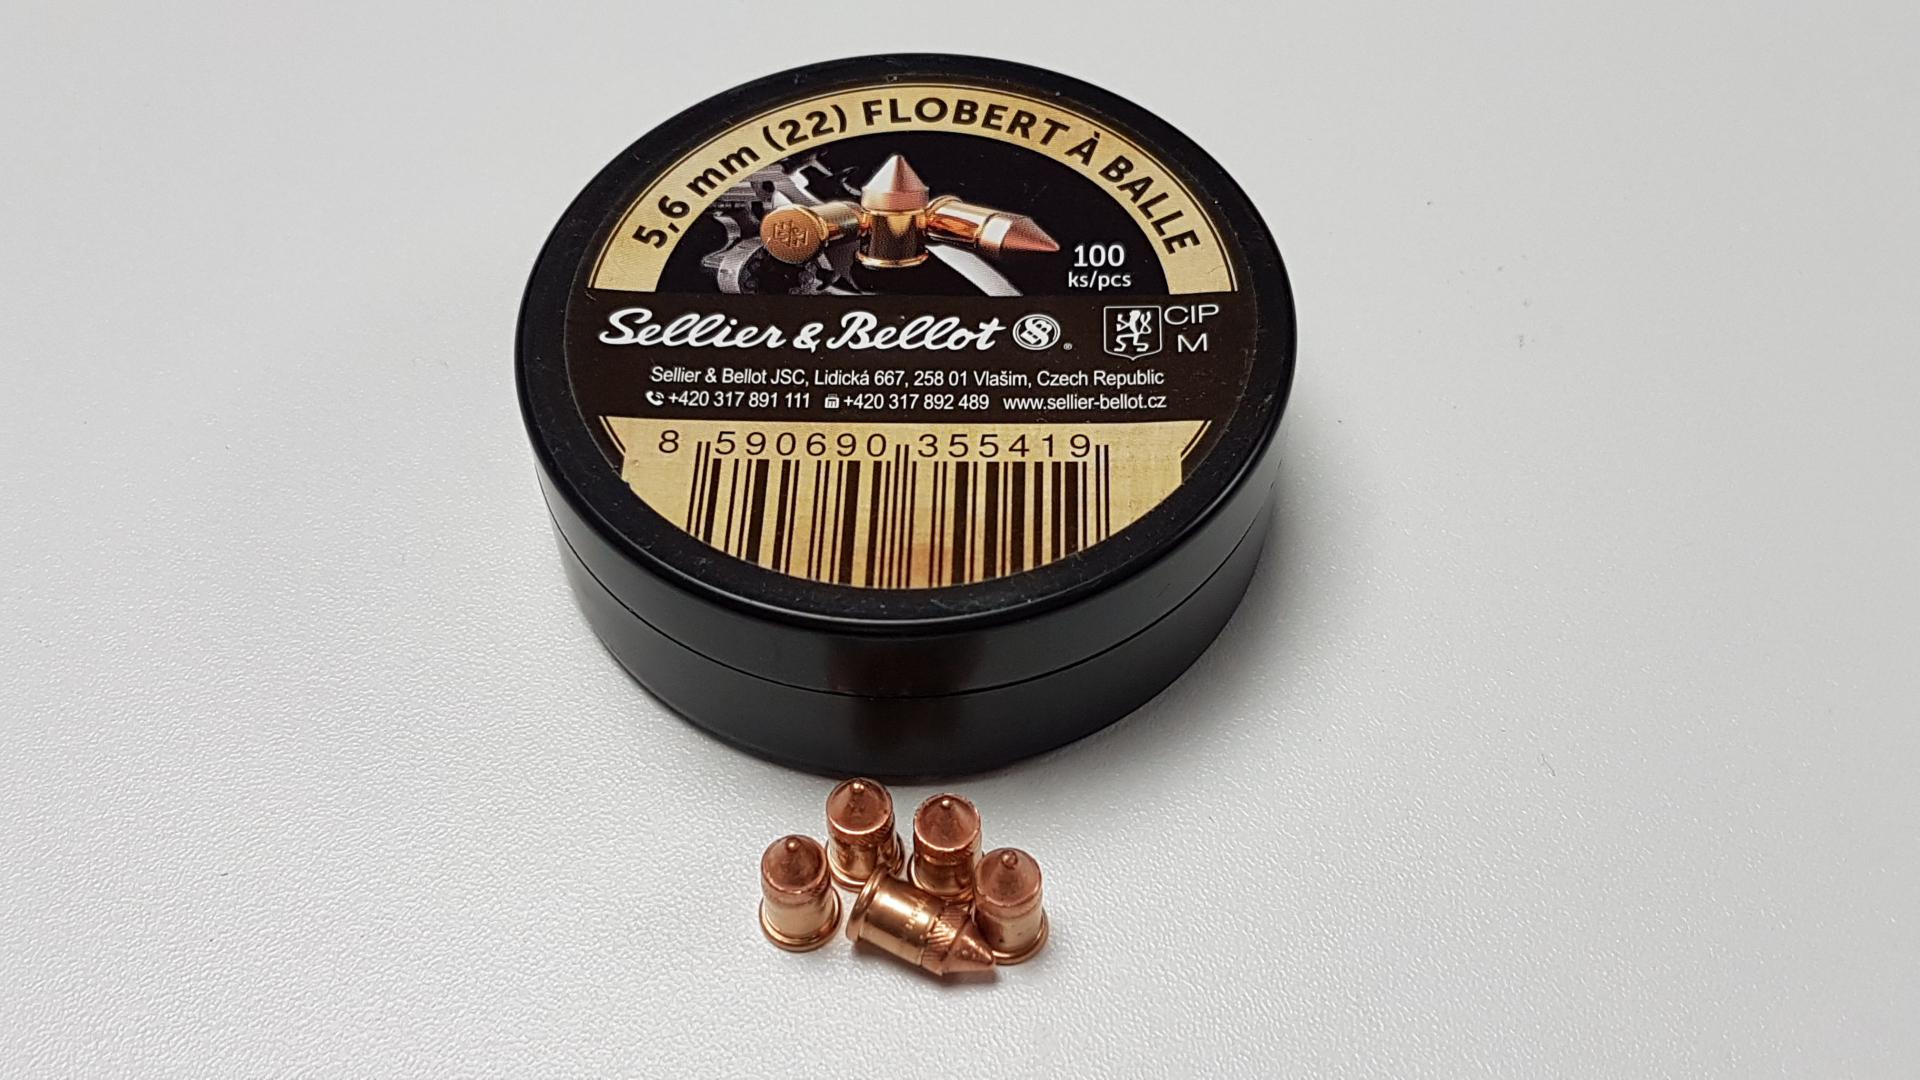 5,6 mm (22) FLOBERT À BALLE
100
ks/pcs
Sellier & Bellot S&B ®
CIP
M
Sellier & Bellot JSC, Lidická 667, 258 01 Vlašim, Czech Republic
+420 317 891 111 +420 317 892 489 www.sellier-bellot.cz
8 590690 355419